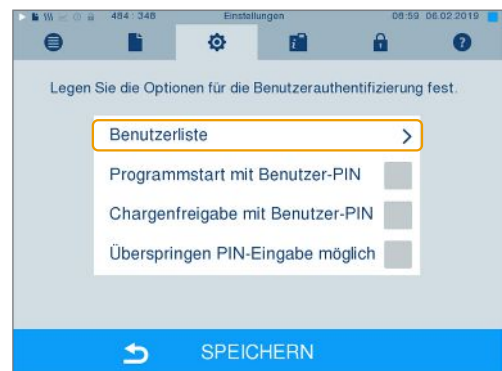 484 : 348 Einstellungen 08:59 06.02.2019
Legen Sie die Optionen für die Benutzerauthentifizierung fest.
Benutzerliste
Programmstart mit Benutzer-PIN
Chargenfreigabe mit Benutzer-PIN
Überspringen PIN-Eingabe möglich
SPEICHERN